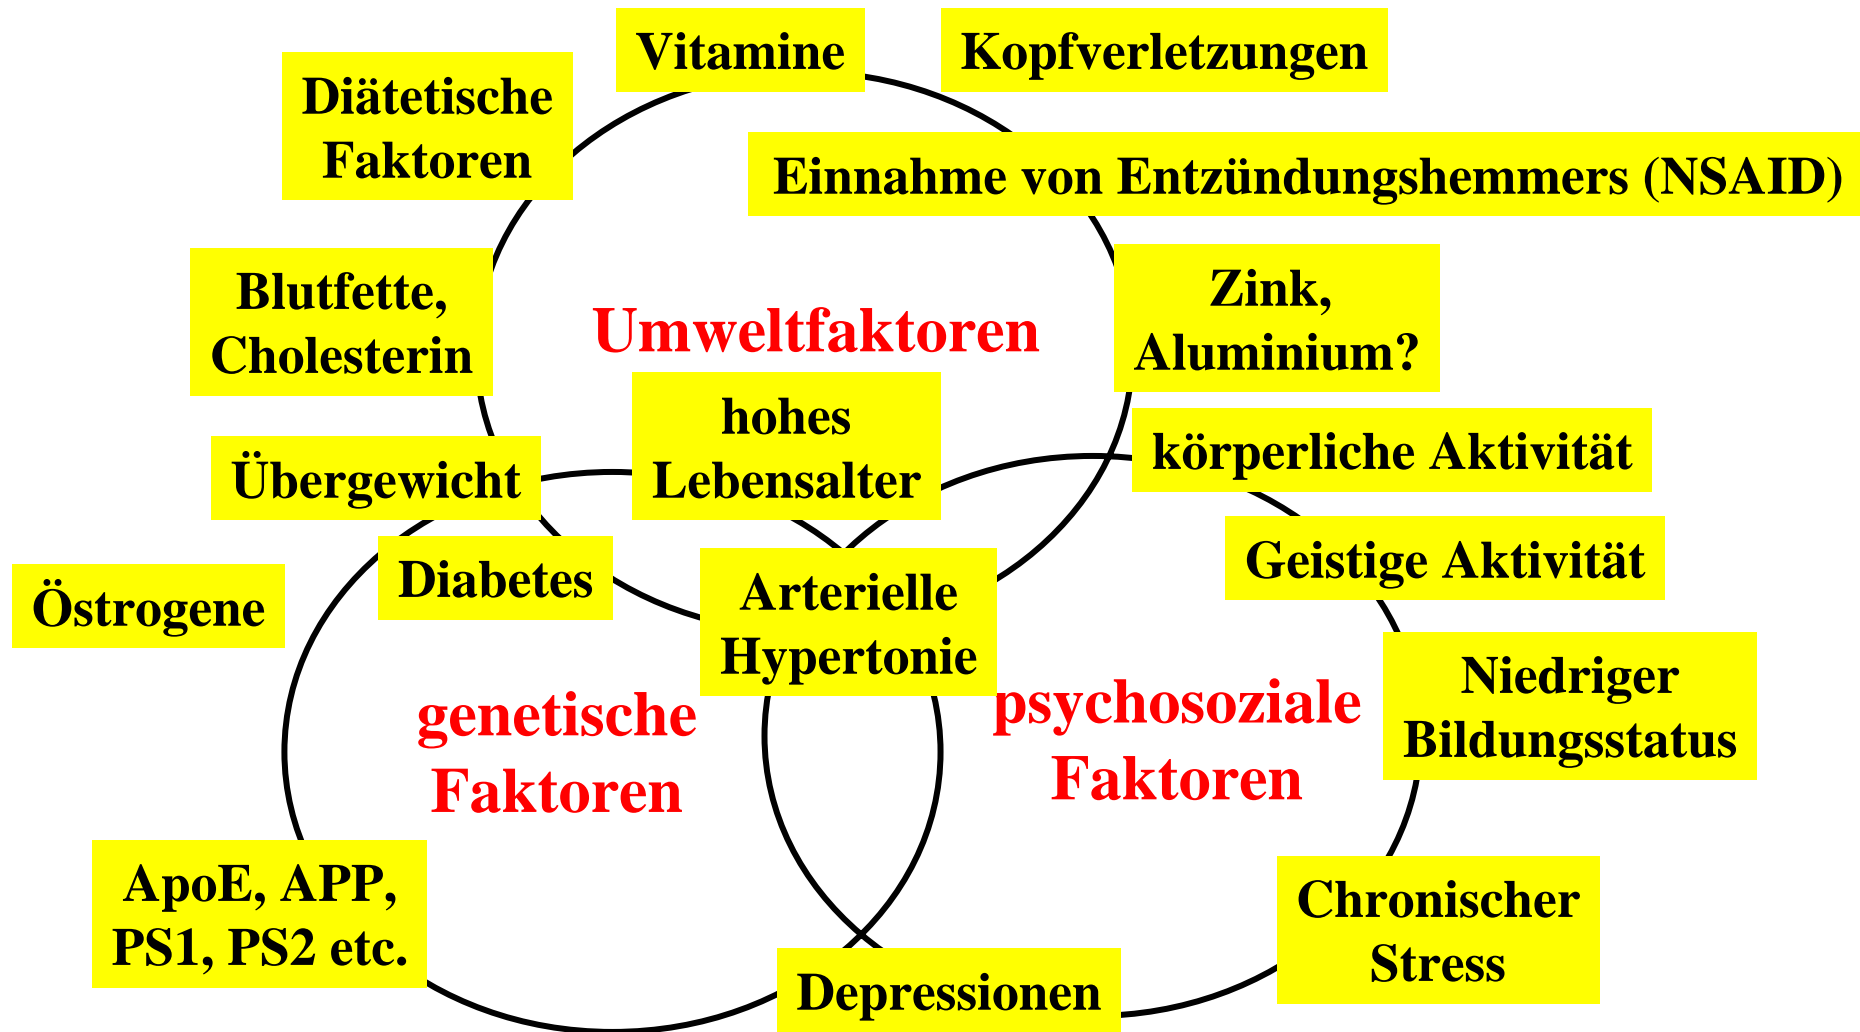 Vitamine
Kopfverletzungen
Diätetische
Faktoren
Einnahme von Entzündungshemmers (NSAID)
Blutfette,
Cholesterin
Umweltfaktoren
Zink,
Aluminium?
hohes
Lebensalter
körperliche Aktivität
Übergewicht
Geistige Aktivität
Diabetes
Östrogene
Arterielle
Hypertonie
genetische
Faktoren
psychosoziale
Faktoren
Niedriger
Bildungsstatus
ApoE, APP,
PS1, PS2 etc.
Chronischer
Stress
Depressionen